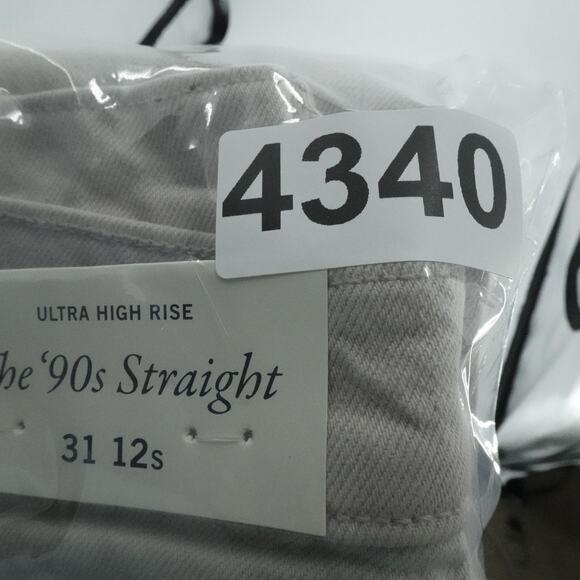 4340
ULTRA HIGH RISE
he '90s Straight
31 12s